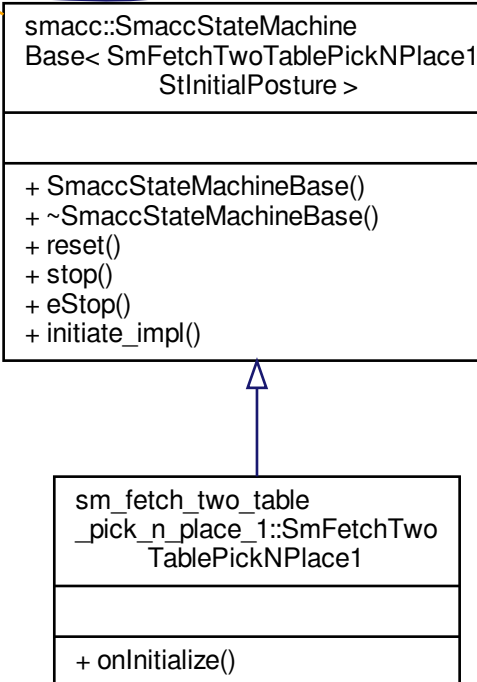 smacc::SmaccStateMachine
Base< SmFetchTwoTablePickNPlace1
StInitialPosture >
+ SmaccStateMachineBase()
+ ~SmaccStateMachineBase()
+ reset()
+ stop()
+ eStop()
+ initiate_impl()
sm_fetch_two_table
_pick_n_place_1::SmFetchTwo
TablePickNPlace1
+ onInitialize()